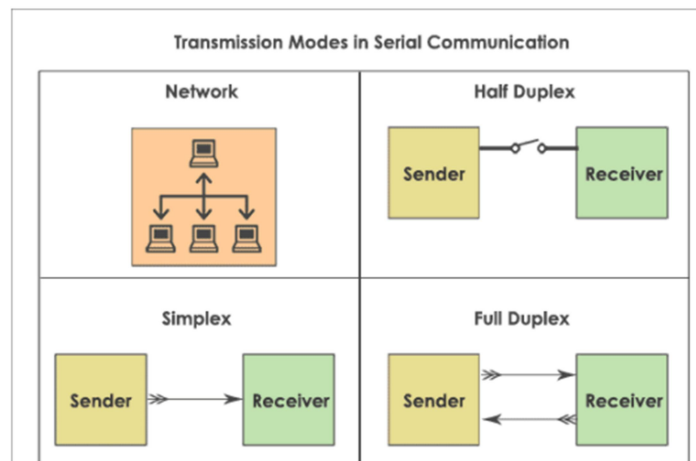 Transmission Modes in Serial Communication
Network
Half Duplex
Sender
Receiver
Simplex
Full Duplex
Sender
Receiver
Sender
Receiver